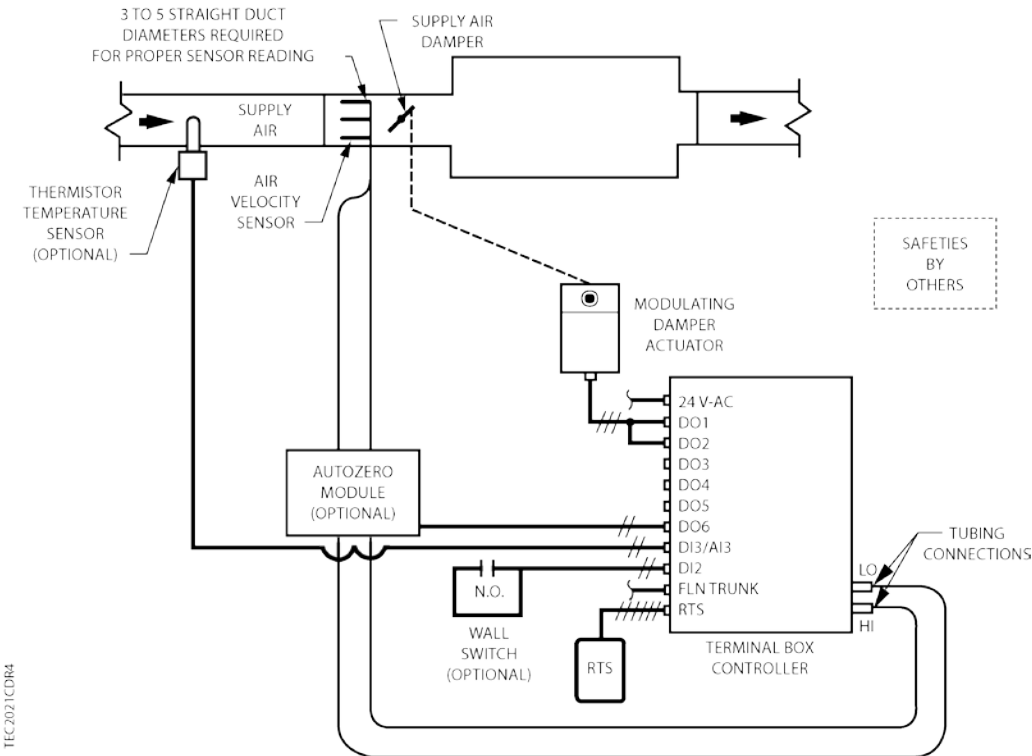 3 TO 5 STRAIGHT DUCT
DIAMETERS REQUIRED
FOR PROPER SENSOR READING
SUPPLY AIR
DAMPER
SUPPLY
AIR
THERMISTOR
TEMPERATURE
SENSOR
(OPTIONAL)
AIR
VELOCITY
SENSOR
SAFETIES
BY
OTHERS
MODULATING
DAMPER
ACTUATOR
24 V-AC
DO1
DO2
DO3
DO4
DO5
DO6
DI3/AI3
DI2
FLN TRUNK
RTS
AUTOZERO
MODULE
(OPTIONAL)
TUBING
CONNECTIONS
LO
HI
N.O.
WALL
SWITCH
(OPTIONAL)
RTS
TERMINAL BOX
CONTROLLER
TEC2021CDR4